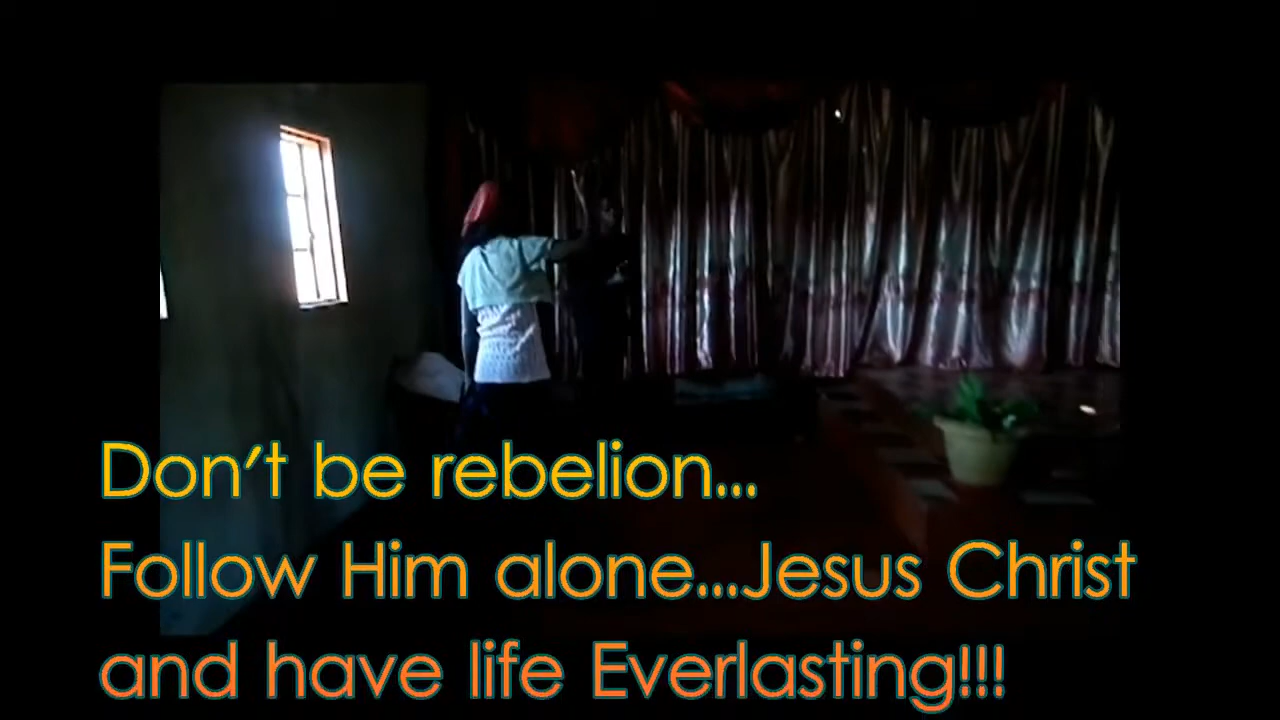 Don't be rebelion...
Follow Him alone...Jesus Christ
and have life Everlasting!!!